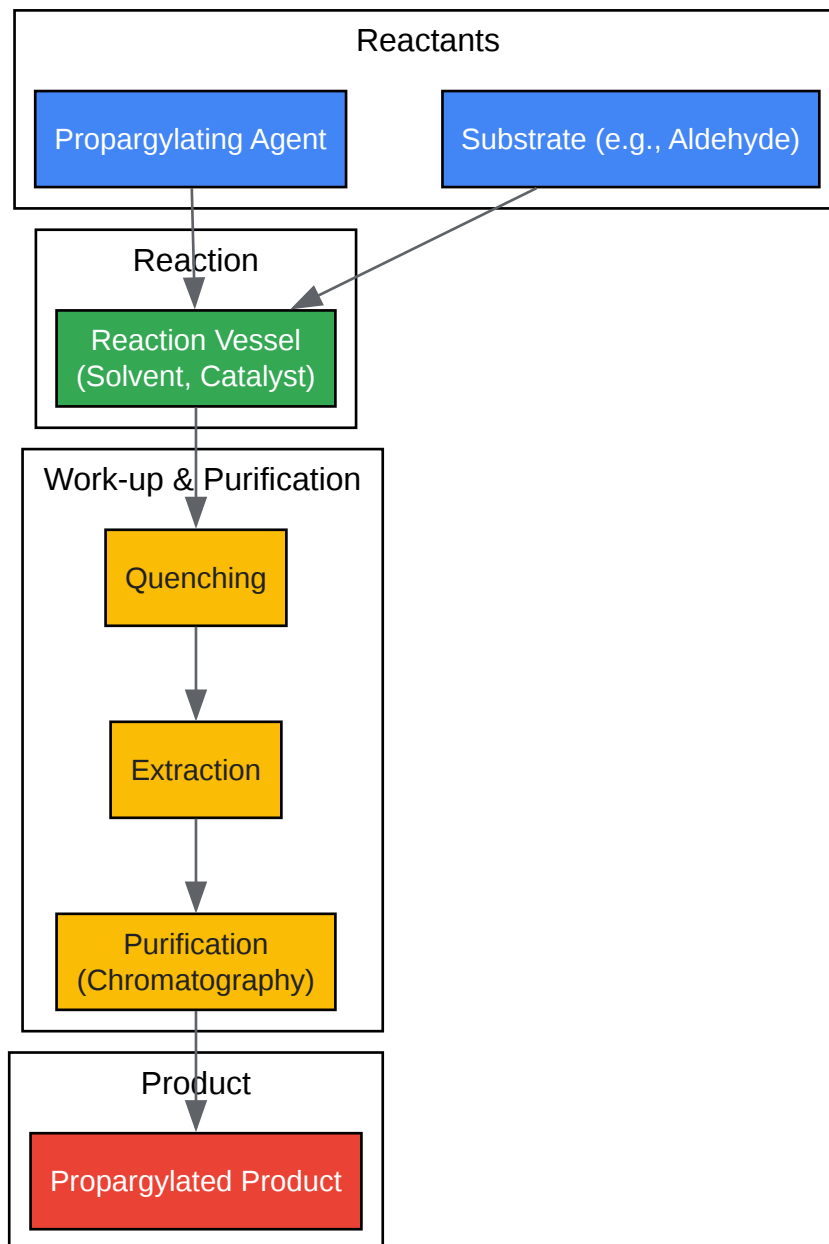 Reactants
Propargylating Agent
Substrate (e.g., Aldehyde)
Reaction
Reaction Vessel
(Solvent, Catalyst)
Work-up & Purification
Quenching
Extraction
Purification
(Chromatography)
Product
Propargylated Product